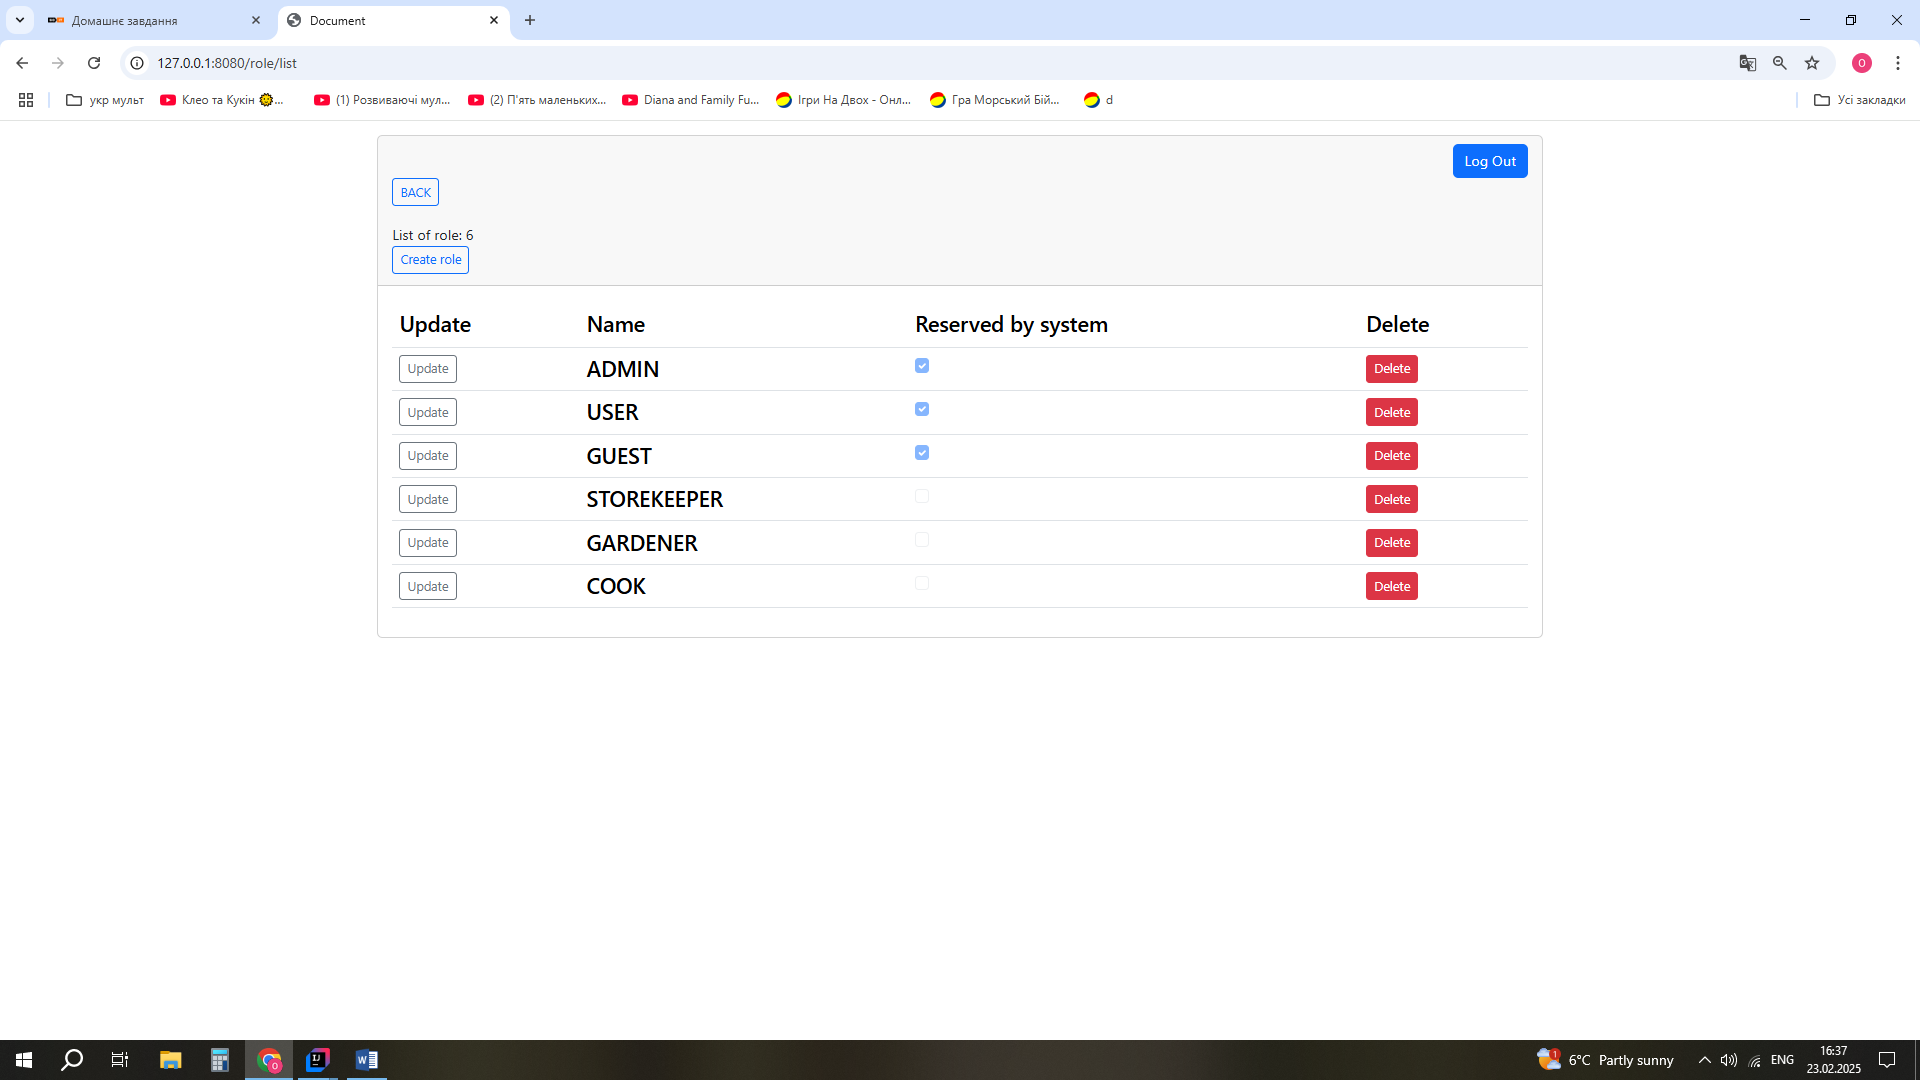 Домашнє завдання
Document
127.0.0.1:8080/role/list
укр мульт
Клео та Кукін 🌞...
(1) Розвиваючі мул...
(2) П'ять маленьких...
Diana and Family Fu...
Ігри На Двох - Онл...
Гра Морський Бій...
d
Усі закладки
Log Out
BACK
List of role: 6
Create role
Update Name Reserved by system Delete
Update ADMIN Delete
Update USER Delete
Update GUEST Delete
Update STOREKEEPER Delete
Update GARDENER Delete
Update COOK Delete
6°C Partly sunny
ENG
16:37
23.02.2025